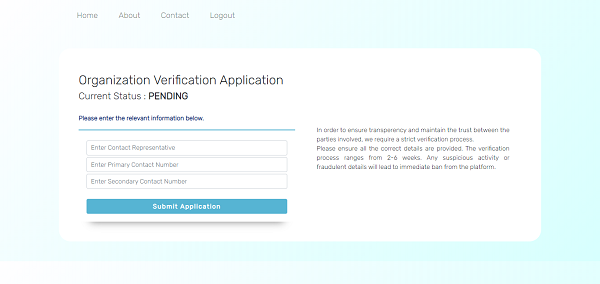 Home About Contact Logout
Organization Verification Application
Current Status : PENDING
Please enter the relevant information below.
Enter Contact Representative
Enter Primary Contact Number
Enter Secondary Contact Number
Submit Application
In order to ensure transparency and maintain the trust between the
parties involved, we require a strict verification process.
Please ensure all the correct details are provided. The verification
process ranges from 2-6 weeks. Any suspicious activity or
fraudulent details will lead to immediate ban from the platform.